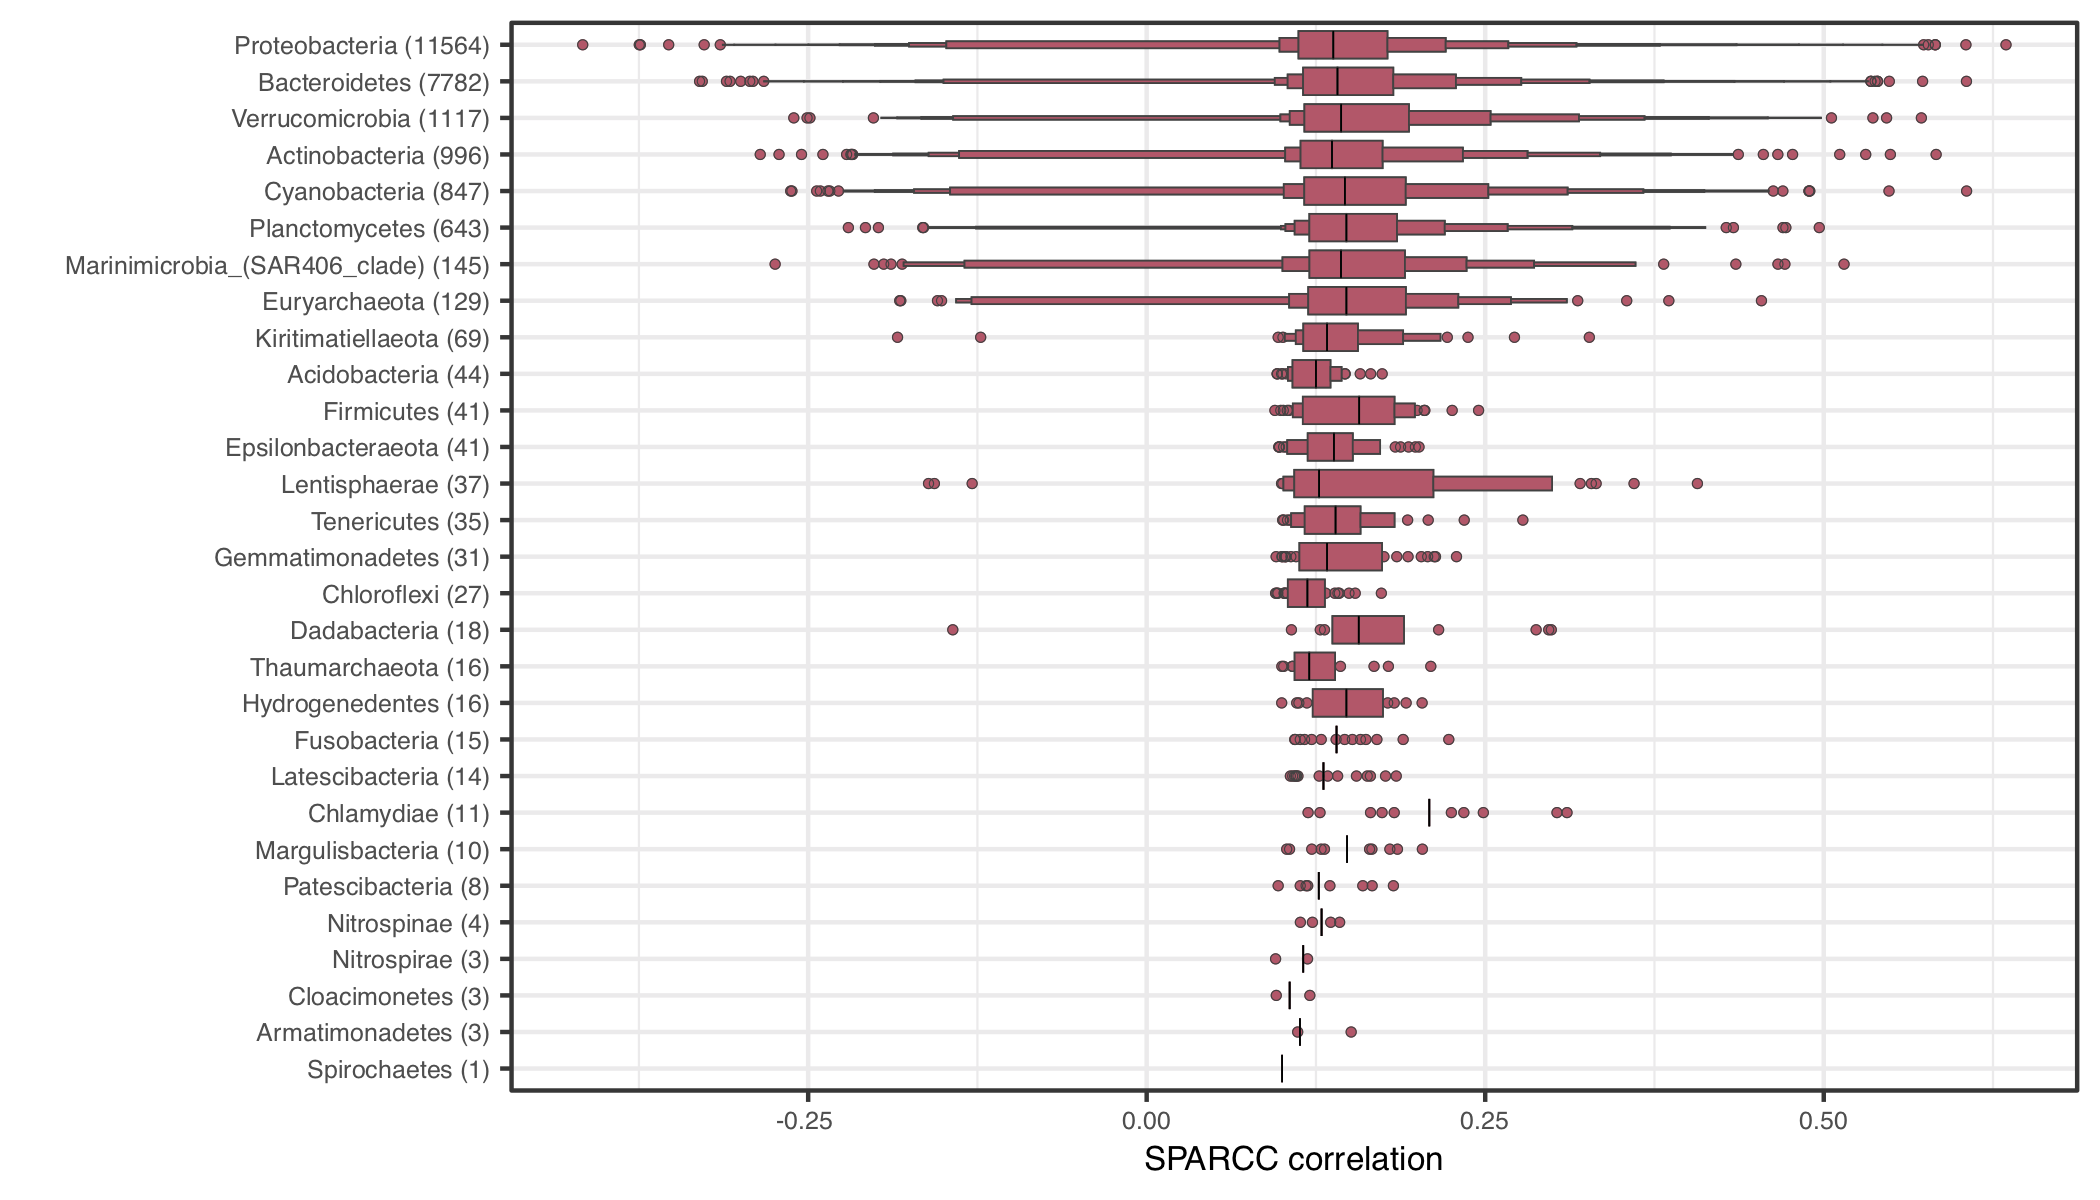 Proteobacteria (11564)
Bacteroidetes (7782)
Verrucomicrobia (1117)
Actinobacteria (996)
Cyanobacteria (847)
Planctomycetes (643)
Marinimicrobia_(SAR406_clade) (145)
Euryarchaeota (129)
Kiritimatiellaeota (69)
Acidobacteria (44)
Firmicutes (41)
Epsilonbacteraeota (41)
Lentisphaerae (37)
Tenericutes (35)
Gemmatimonadetes (31)
Chloroflexi (27)
Dadabacteria (18)
Thaumarchaeota (16)
Hydrogenedentes (16)
Fusobacteria (15)
Latescibacteria (14)
Chlamydiae (11)
Margulisbacteria (10)
Patescibacteria (8)
Nitrospinae (4)
Nitrospirae (3)
Cloacimonetes (3)
Armatimonadetes (3)
Spirochaetes (1)
-0.25 0.00 0.25 0.50
SPARCC correlation